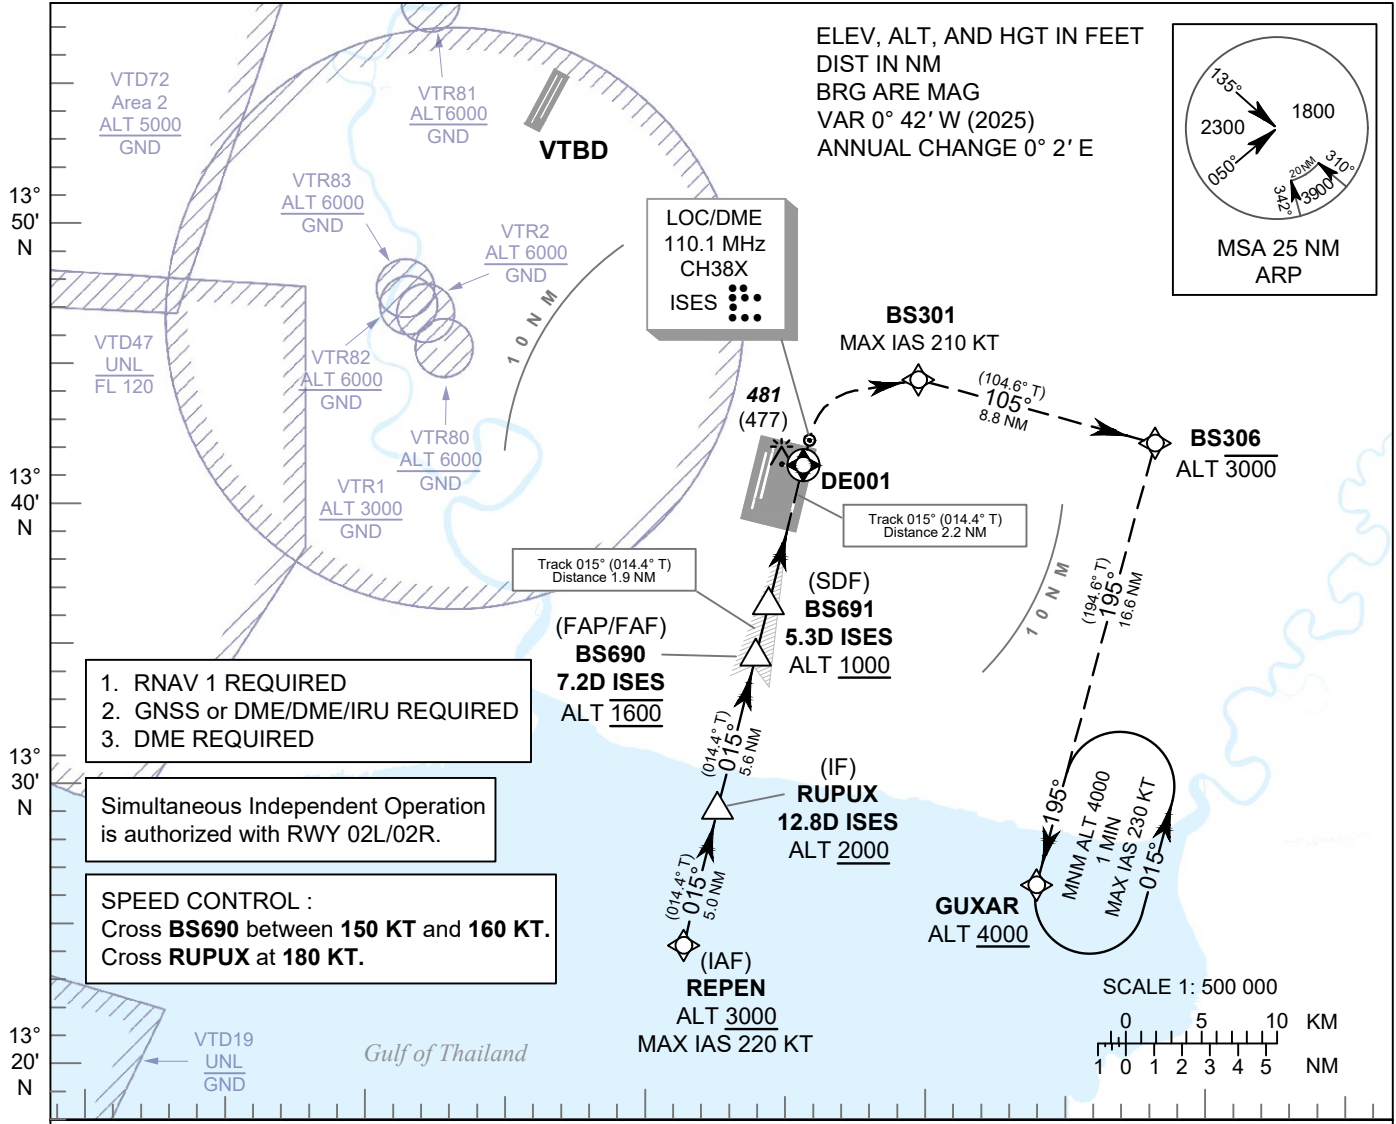 ELEV, ALT, AND HGT IN FEET
DIST IN NM
BRG ARE MAG
VAR 0° 42′ W (2025)
ANNUAL CHANGE 0° 2′ E
135°
1800
2300
050°
20 NM
310°
342°
3900
MSA 25 NM
ARP
VTD72
Area 2
ALT 5000
GND
VTR81
ALT6000
GND
VTBD
13°
50'
N
VTR83
ALT 6000
GND
VTR2
ALT 6000
GND
LOC/DME
110.1 MHz
CH38X
ISES
10 NM
VTD47
UNL
FL 120
VTR82
ALT 6000
GND
VTR80
ALT 6000
GND
VTR1
ALT 3000
GND
BS301
MAX IAS 210 KT
(104.6° T)
105°
8.8 NM
481
(477)
BS306
ALT 3000
DE001
13°
40'
N
Track 015° (014.4° T)
Distance 2.2 NM
Track 015° (014.4° T)
Distance 1.9 NM
10 NM
(194.6° T)
195°
16.6 NM
(SDF)
BS691
5.3D ISES
ALT 1000
(FAP/FAF)
BS690
7.2D ISES
ALT 1600
1. RNAV 1 REQUIRED
2. GNSS or DME/DME/IRU REQUIRED
3. DME REQUIRED
(014.4° T)
015°
5.6 NM
13°
30'
N
(IF)
RUPUX
12.8D ISES
ALT 2000
Simultaneous Independent Operation
is authorized with RWY 02L/02R.
195°
MNM ALT 4000
1 MIN
MAX IAS 230 KT
015°
(014.4° T)
015°
5.0 NM
SPEED CONTROL :
Cross BS690 between 150 KT and 160 KT.
Cross RUPUX at 180 KT.
GUXAR
ALT 4000
(IAF)
REPEN
ALT 3000
MAX IAS 220 KT
SCALE 1: 500 000
0 5 10 KM
1 0 1 2 3 4 5 NM
13°
20'
N
VTD19
UNL
GND
Gulf of Thailand